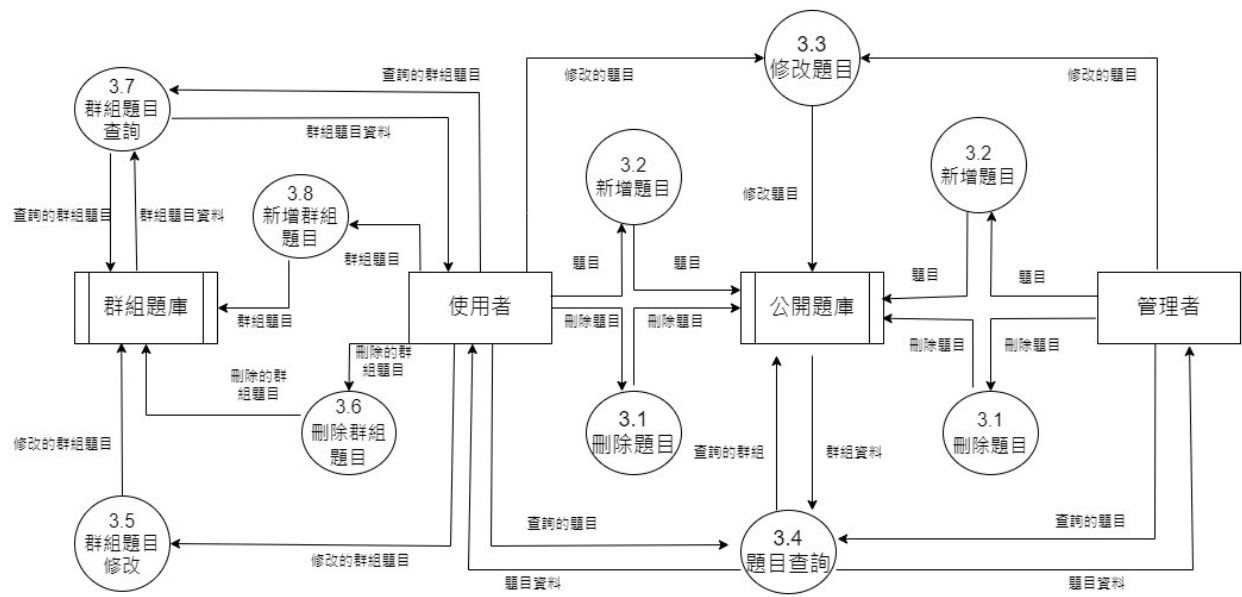 3.3
修改題目
查詢的群組題目
修改的題目
修改的題目
3.7
群組題目
查詢
群組題目資料
3.2
新增題目
3.2
新增題目
3.8
新增群組
題目
修改題目
查詢的群組題目
群組題目資料
群組題目
題目
題目
題目
題目
群組題庫
使用者
公開題庫
管理者
群組題目
刪除題目
刪除題目
刪除題目
刪除題目
刪除的群
組題目
刪除的群
組題目
3.6
刪除群組
題目
3.1
刪除題目
3.1
刪除題目
修改的群組題目
查詢的群組
群組資料
3.5
群組題目
修改
查詢的題目
查詢的題目
3.4
題目查詢
修改的群組題目
題目資料
題目資料